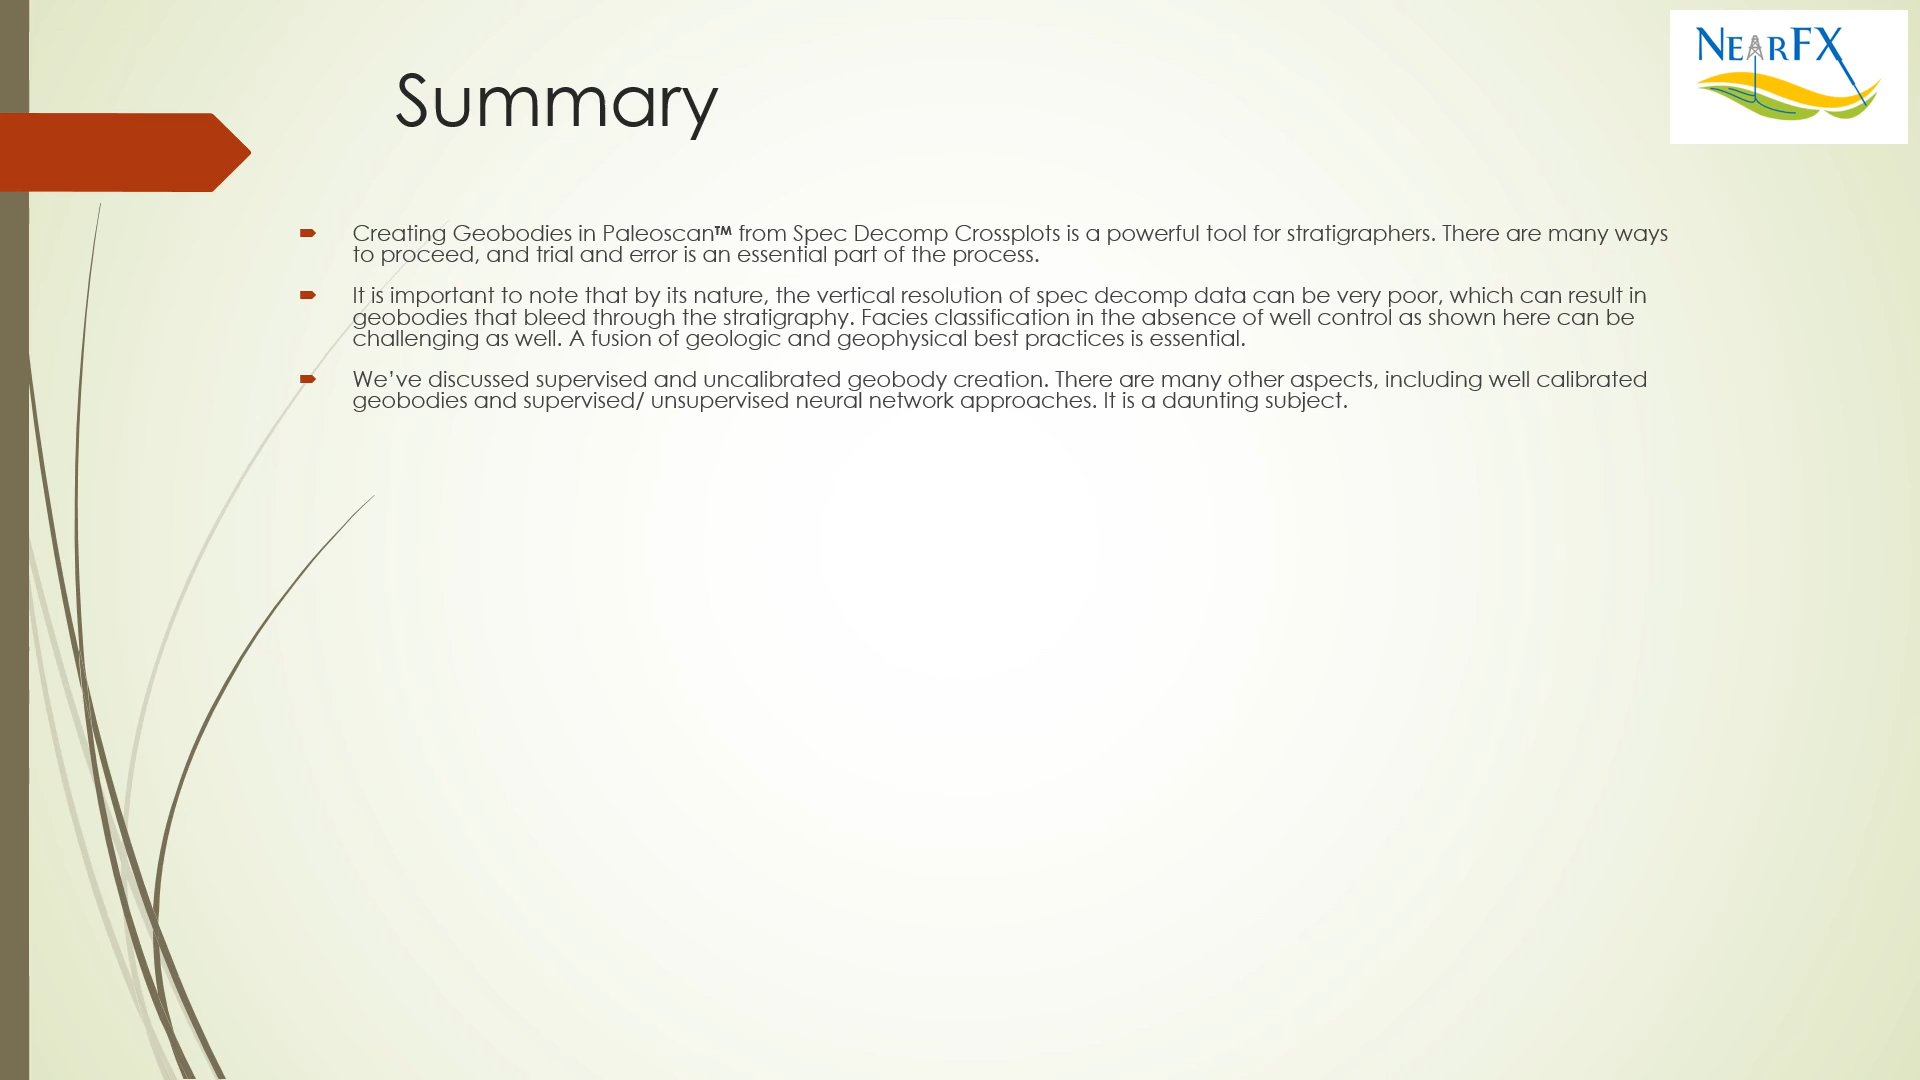 NEARFX
Summary
Creating Geobodies in Paleoscan™ from Spec Decomp Crossplots is a powerful tool for stratigraphers. There are many ways
to proceed, and trial and error is an essential part of the process.
It is important to note that by its nature, the vertical resolution of spec decomp data can be very poor, which can result in
geobodies that bleed through the stratigraphy. Facies classification in the absence of well control as shown here can be
challenging as well. A fusion of geologic and geophysical best practices is essential.
We’ve discussed supervised and uncalibrated geobody creation. There are many other aspects, including well calibrated
geobodies and supervised/ unsupervised neural network approaches. It is a daunting subject.